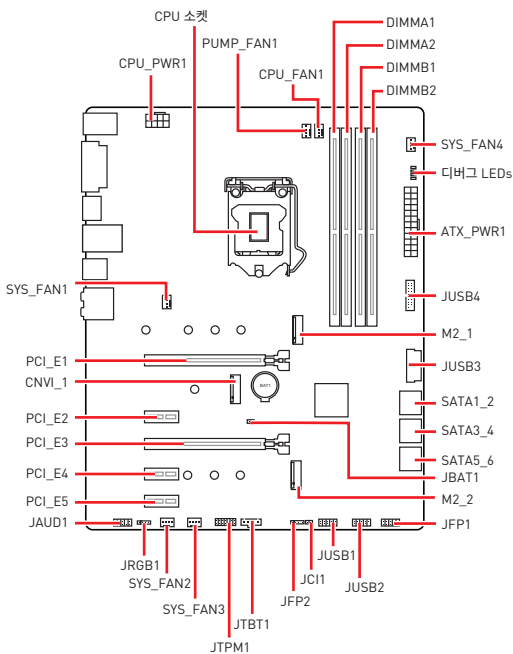 CPU 소켓
DIMMA1
PUMP_FAN1
DIMMA2
CPU_PWR1
CPU_FAN1
DIMMB1
DIMMB2
SYS_FAN4
디버그 LEDs
ATX_PWR1
SYS_FAN1
JUSB4
M2_1
PCI_E1
JUSB3
CNVI_1
BAT1
SATA1_2
PCI_E2
SATA3_4
PCI_E3
SATA5_6
PCI_E4
JBAT1
M2_2
PCI_E5
JAUD1
JFP1
JRGB1
JUSB1
SYS_FAN2
JCI1
JUSB2
SYS_FAN3
JFP2
JTBT1
JTPM1